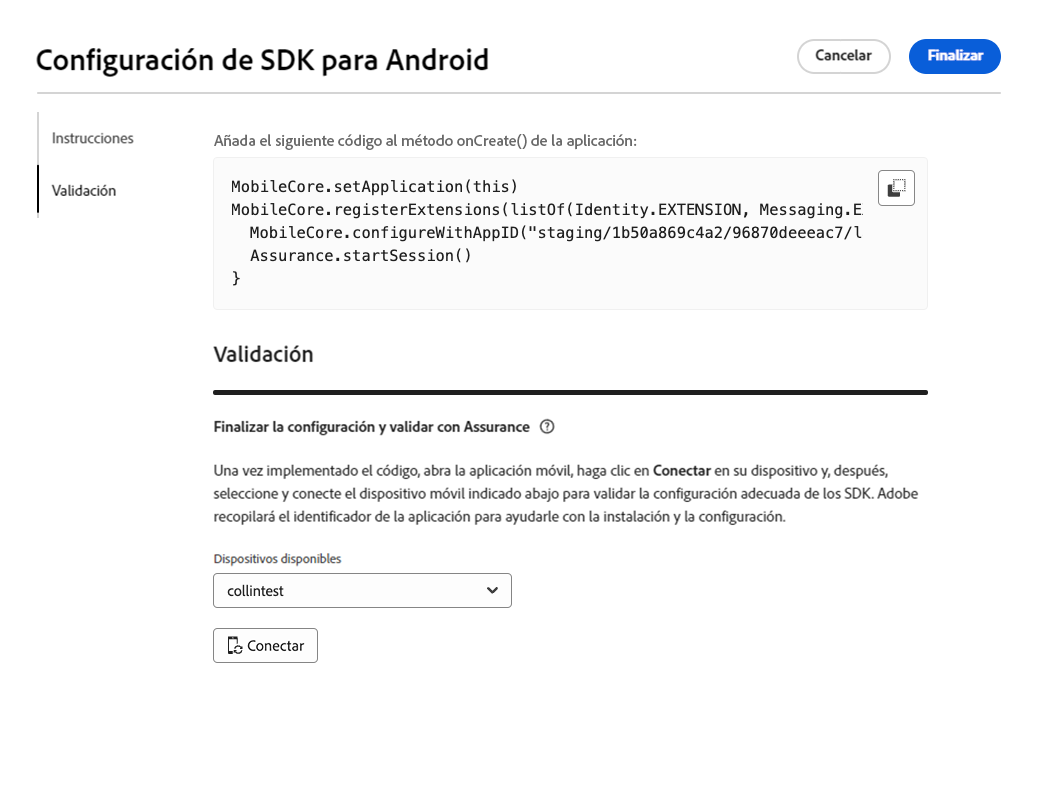 Configuración de SDK para Android
Cancelar
Finalizar
Instrucciones
Validación
Añada el siguiente código al método onCreate() de la aplicación:
MobileCore.setApplication(this)
MobileCore.registerExtensions(listOf(Identity.EXTENSION, Messaging.E
MobileCore.configureWithAppID("staging/1b50a869c4a2/96870deeeac7/l
Assurance.startSession()
}
Validación
Finalizar la configuración y validar con Assurance
Una vez implementado el código, abra la aplicación móvil, haga clic en Conectar en su dispositivo y, después,
seleccione y conecte el dispositivo móvil indicado abajo para validar la configuración adecuada de los SDK. Adobe
recopilará el identificador de la aplicación para ayudarle con la instalación y la configuración.
Dispositivos disponibles
collintest
Conectar